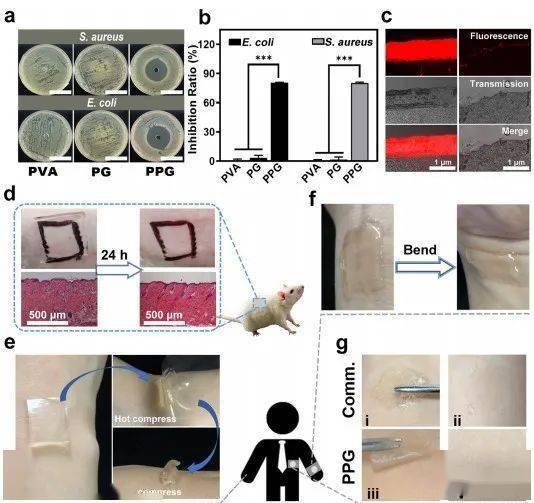 a
S. aureus
E. coli
PVA
PG
PPG
b
Inhibition Ratio (%)
120
90
60
30
0
E. coli
S. aureus
***
***
PVA
PG
PPG
PVA
PG
PPG
c
Fluorescence
Transmission
Merge
1 μm
1 μm
d
24 h
500 μm
500 μm
e
Hot compress
compress
f
Bend
g
Comm.
PPG
i
ii
iii